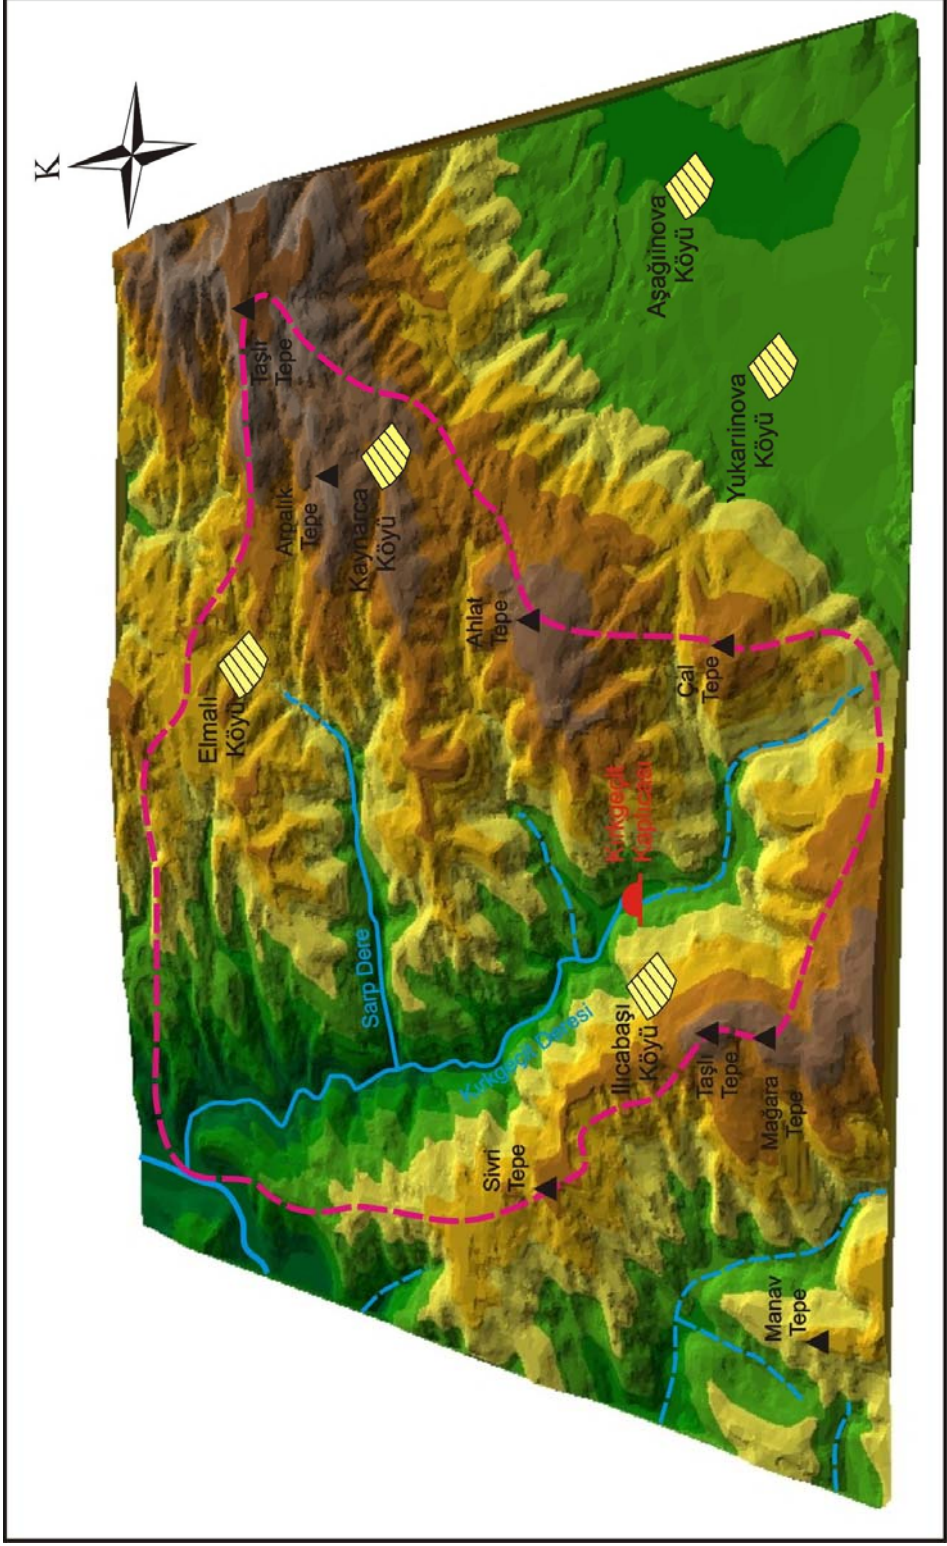 K
Elmalı
Köyü
Taşlı
Tepe
Arpalık
Tepe
Kaynarca
Köyü
Sarp Dere
Ahlat
Tepe
Sivri
Tepe
Kırkgeçit Deresi
Kırkgeçit
Kaplıcası
Ilıcabaşı
Köyü
Aşağıinova
Köyü
Çal
Tepe
Taşlı
Tepe
Yukarıinova
Köyü
Mağara
Tepe
Manav
Tepe